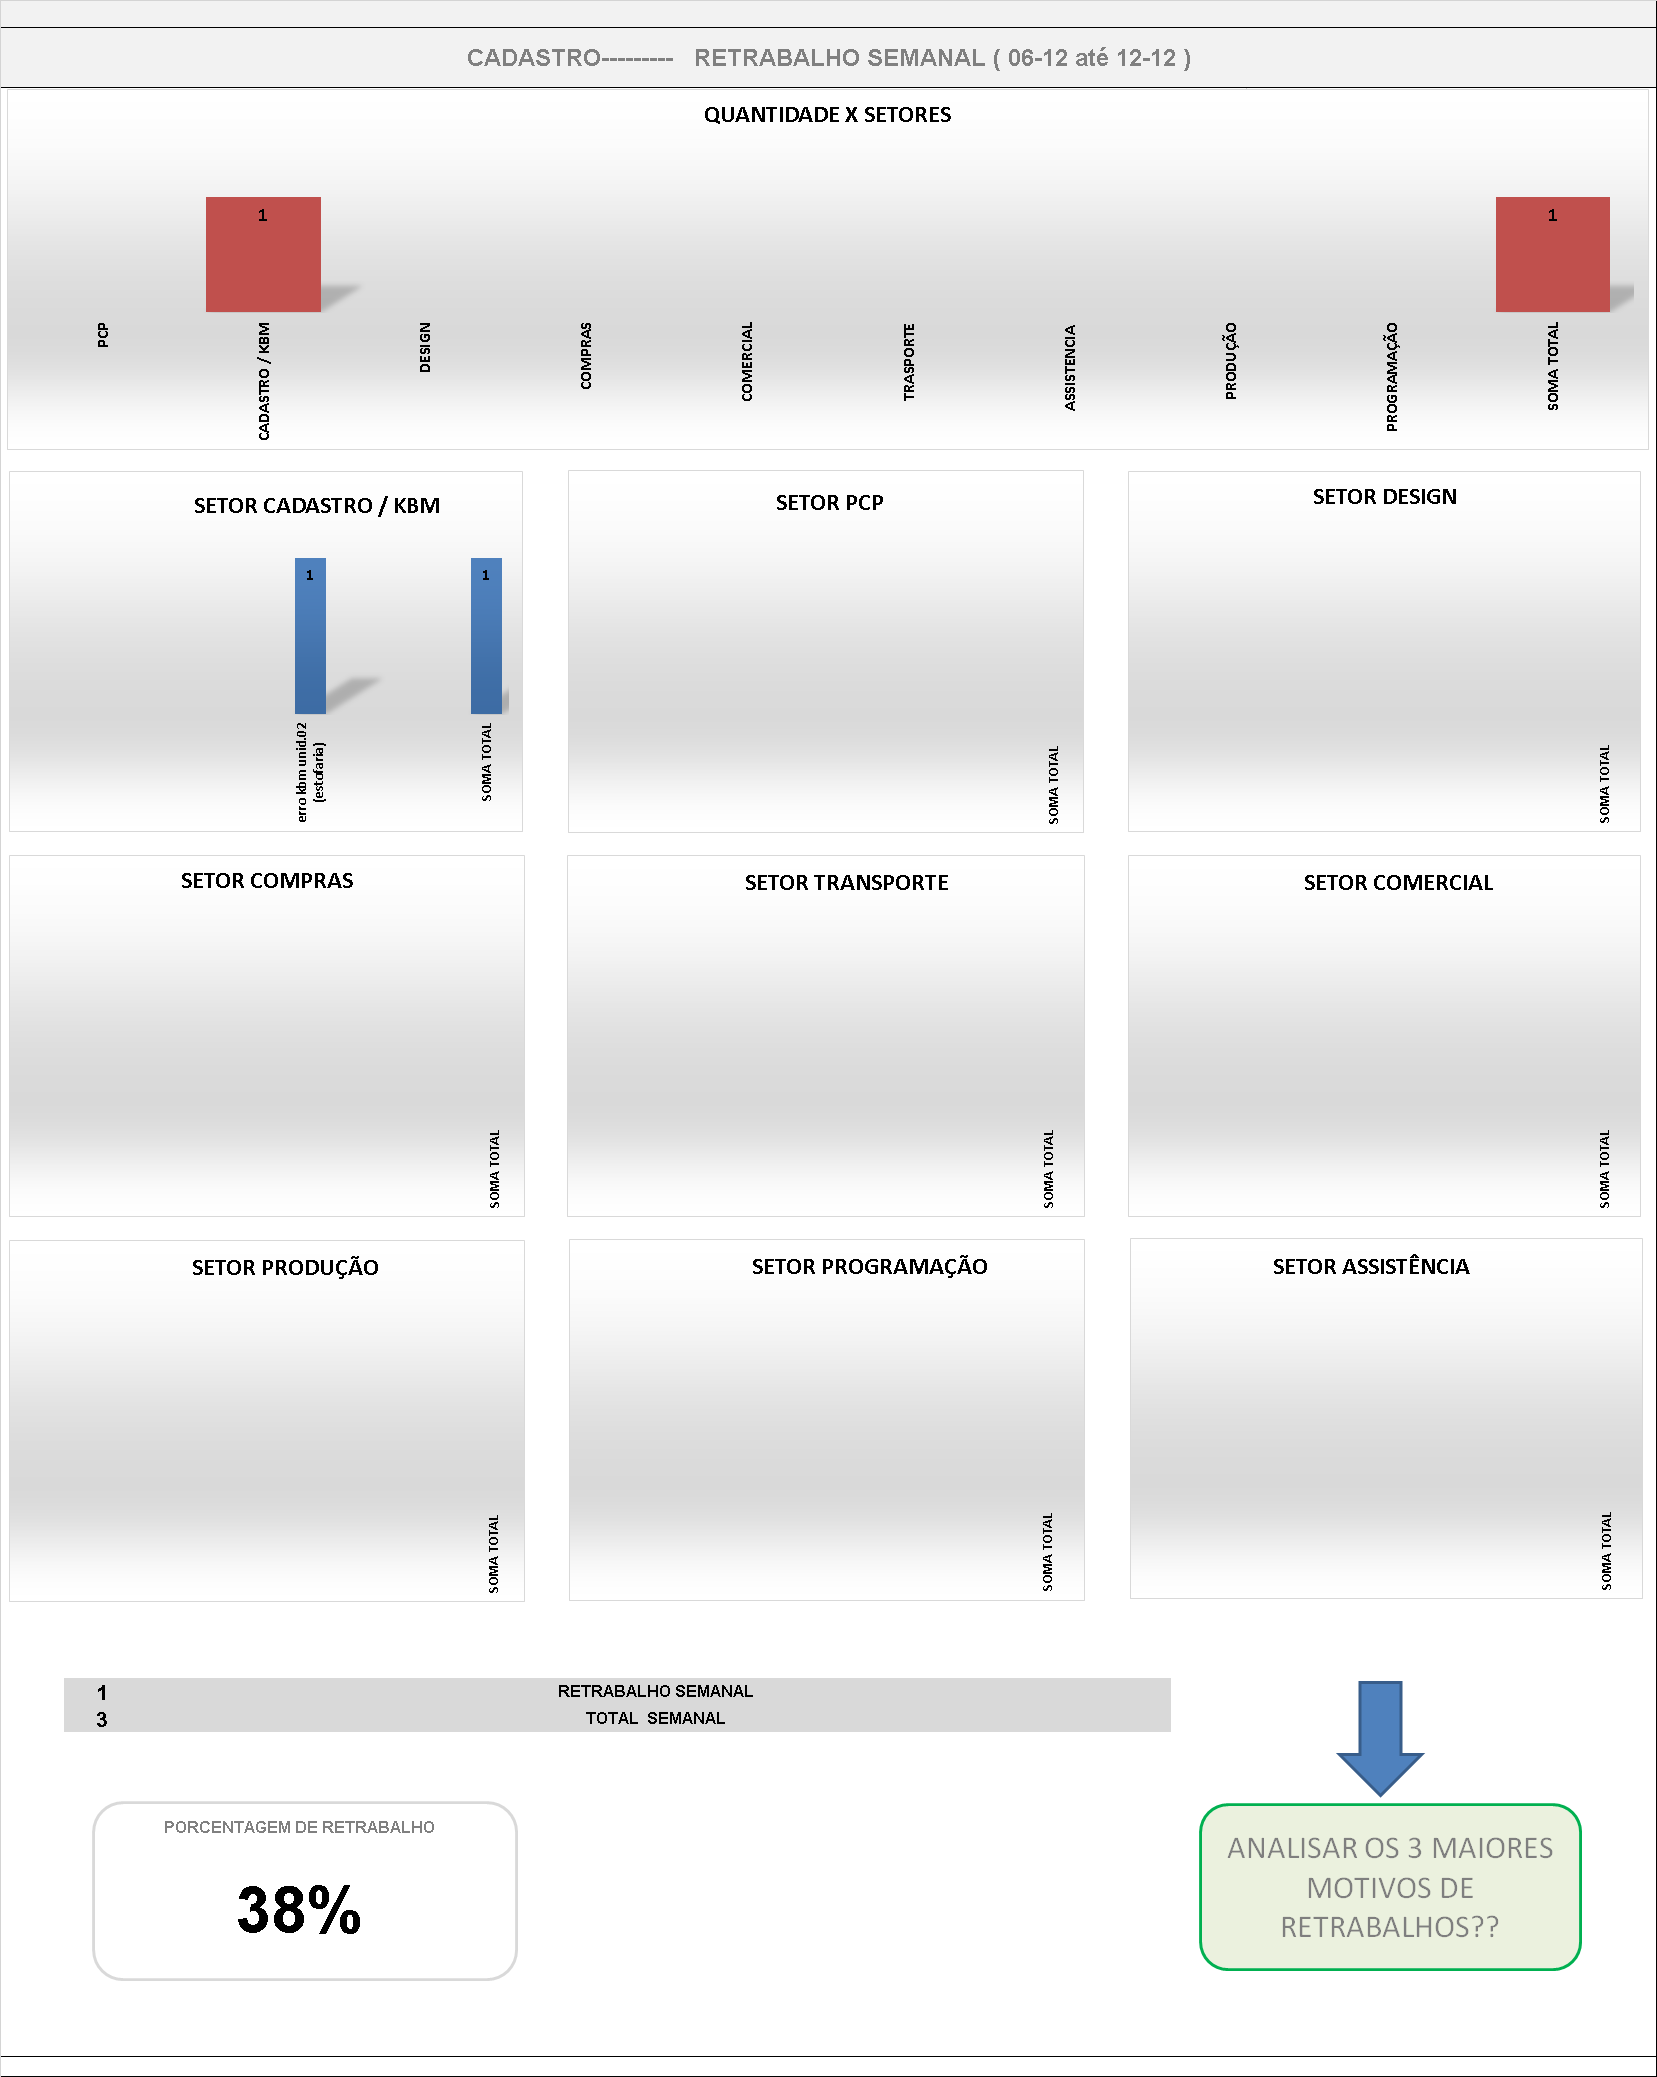 CADASTRO--------- RETRABALHO SEMANAL ( 06-12 até 12-12 )
QUANTIDADE X SETORES
1
1
PCP
CADASTRO / KBM
DESIGN
COMPRAS
COMERCIAL
TRASPORTE
ASSISTENCIA
PRODUÇÃO
PROGRAMAÇÃO
SOMA TOTAL
SETOR CADASTRO / KBM
1
1
erro kbm unid.02
(estofaria)
SOMA TOTAL
SETOR PCP
SOMA TOTAL
SETOR DESIGN
SOMA TOTAL
SETOR COMPRAS
SOMA TOTAL
SETOR TRANSPORTE
SOMA TOTAL
SETOR COMERCIAL
SOMA TOTAL
SETOR PRODUÇÃO
SOMA TOTAL
SETOR PROGRAMAÇÃO
SOMA TOTAL
SETOR ASSISTÊNCIA
SOMA TOTAL
1 RETRABALHO SEMANAL
3 TOTAL SEMANAL
PORCENTAGEM DE RETRABALHO
38%
ANALISAR OS 3 MAIORES
MOTIVOS DE
RETRABALHOS??